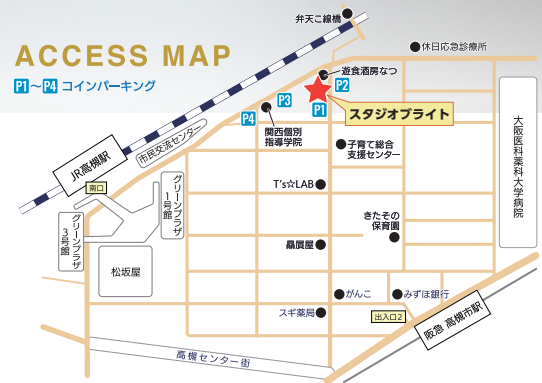 弁天こ線橋
ACCESS MAP
休日応急診療所
P1～P4 コインパーキング
遊食酒房なつ
P2
P3
P1
P4
スタジオブライト
関西個別
指導学院
市民交流センター
大阪医科薬科大学病院
子育て総合
支援センター
JR高槻駅
南口
T's☆LAB
グリーンプラザ
1号館
グリーンプラザ
3号館
きたその
保育園
贔屓屋
松坂屋
がんこ
みずほ銀行
スギ薬局
出入口2
阪急 高槻市駅
高槻センター街